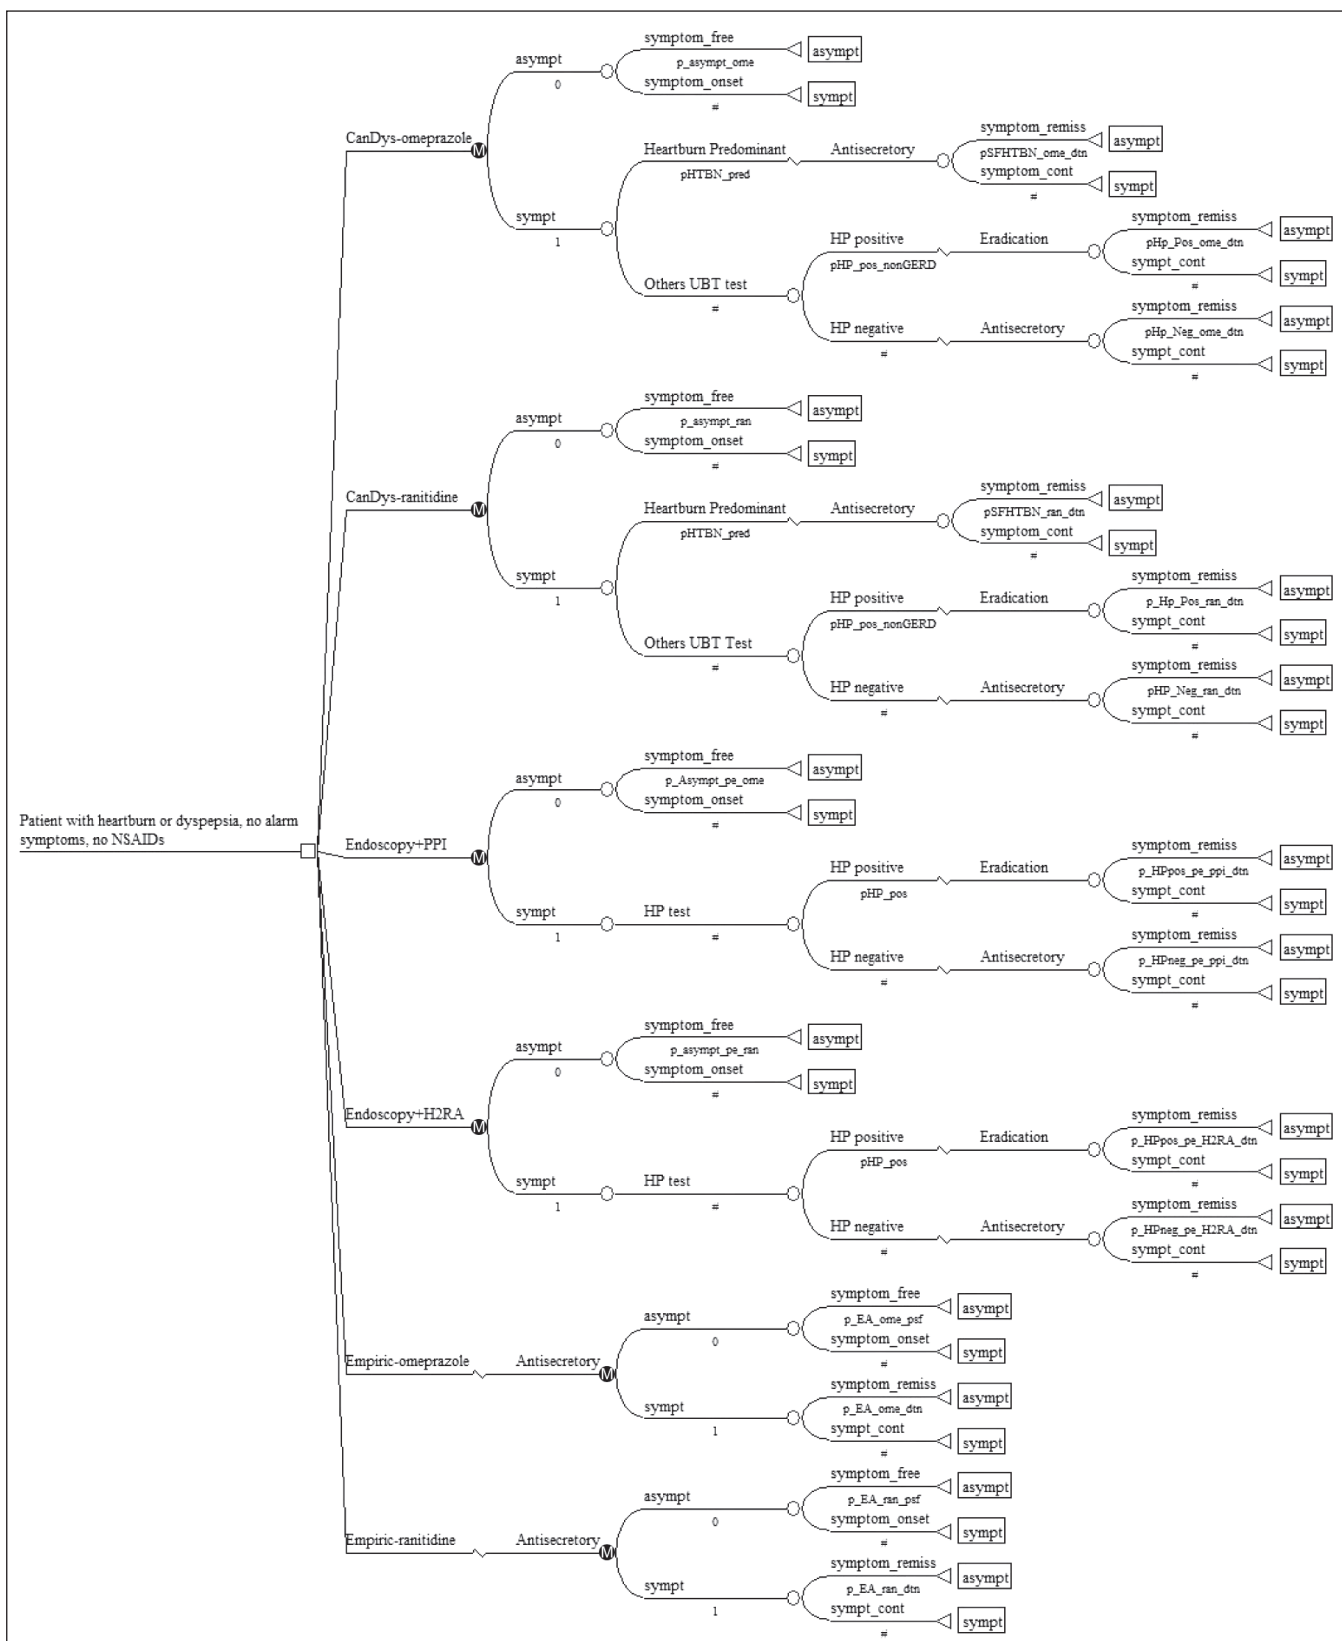 symptom_free
asympt
p_asympt_ome
asympt
0
symptom_onset
sympt
#
CanDys-omeprazole
M
symptom_remiss
asympt
Heartburn Predominant
Antisecretory
pSFHTBN_ome_dtn
pHTBN_pred
symptom_cont
sympt
#
sympt
1
symptom_remiss
asympt
HP positive
Eradication
pHp_Pos_ome_dtn
pHP_pos_nonGERD
sympt_cont
sympt
#
Others UBT test
#
symptom_remiss
asympt
HP negative
Antisecretory
pHp_Neg_ome_dtn
#
sympt_cont
sympt
#
symptom_free
asympt
p_asympt_ran
asympt
0
symptom_onset
sympt
#
CanDys-ranitidine
M
symptom_remiss
asympt
Heartburn Predominant
Antisecretory
pSFHTBN_ran_dtn
pHTBN_pred
symptom_cont
sympt
#
sympt
1
symptom_remiss
asympt
HP positive
Eradication
p_Hp_Pos_ran_dtn
pHP_pos_nonGERD
sympt_cont
sympt
#
Others UBT Test
#
symptom_remiss
asympt
HP negative
Antisecretory
pHP_Neg_ran_dtn
#
sympt_cont
sympt
#
Patient with heartburn or dyspepsia, no alarm
symptoms, no NSAIDs
symptom_free
asympt
p_Asympt_pe_ome
asympt
0
symptom_onset
sympt
#
Endoscopy+PPI
M
symptom_remiss
asympt
HP positive
Eradication
p_HPpos_pe_ppi_dtn
pHP_pos
sympt_cont
sympt
#
sympt
1
HP test
#
symptom_remiss
asympt
HP negative
Antisecretory
p_HPneg_pe_ppi_dtn
#
sympt_cont
sympt
#
symptom_free
asympt
p_asympt_pe_ran
asympt
0
symptom_onset
sympt
#
Endoscopy+H2RA
M
symptom_remiss
asympt
HP positive
Eradication
p_HPpos_pe_H2RA_dtn
pHP_pos
sympt_cont
sympt
#
sympt
1
HP test
#
symptom_remiss
asympt
HP negative
Antisecretory
p_HPneg_pe_H2RA_dtn
#
sympt_cont
sympt
#
symptom_free
asympt
asympt
0
p_EA_ome_psf
symptom_onset
sympt
#
Empiric-omeprazole
Antisecretory
M
symptom_remiss
asympt
sympt
1
p_EA_ome_dtn
sympt_cont
sympt
#
symptom_free
asympt
asympt
0
p_EA_ran_psf
symptom_onset
sympt
#
Empiric-ranitidine
Antisecretory
M
symptom_remiss
asympt
sympt
1
p_EA_ran_dtn
sympt_cont
sympt
#